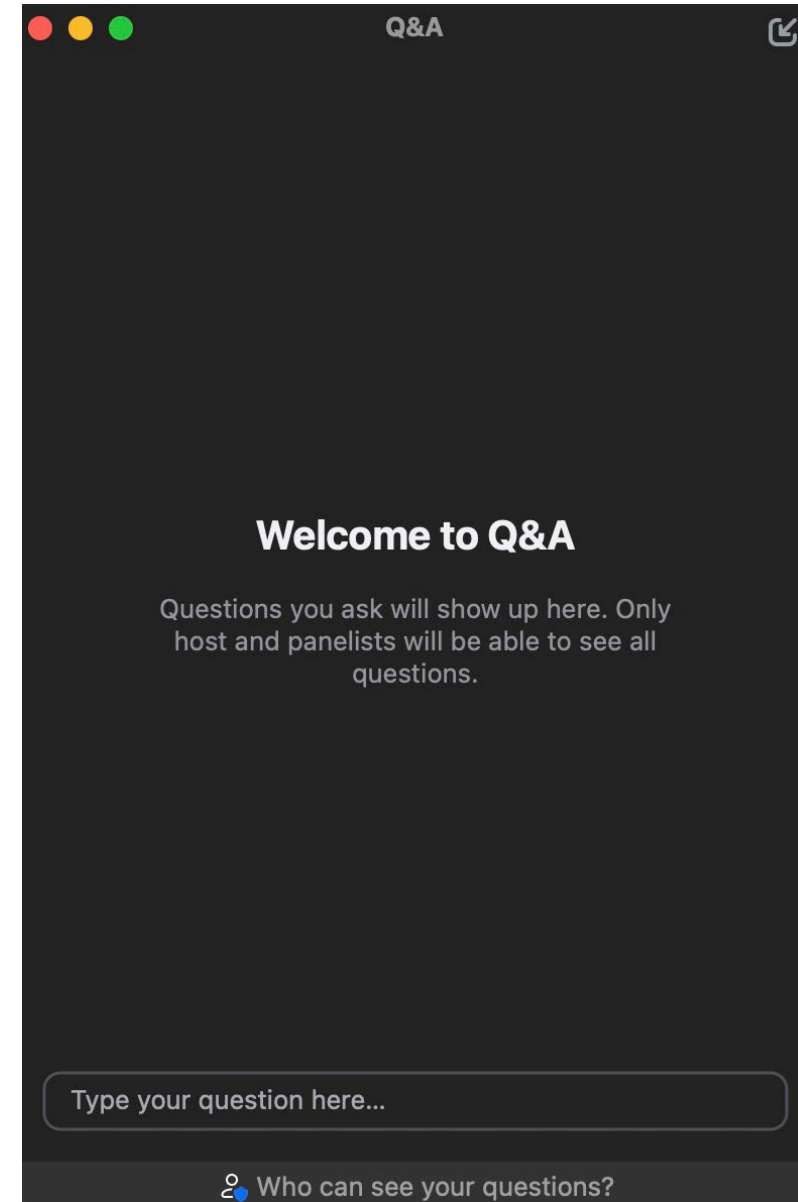 Q&A
Welcome to Q&A
Questions you ask will show up here. Only
host and panelists will be able to see all
questions.
Type your question here...
Who can see your questions?